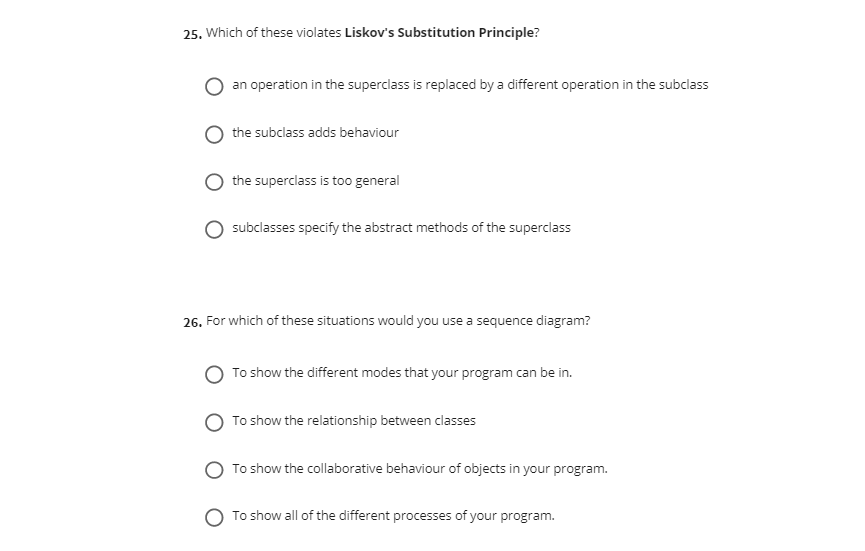 25. Which of these violates Liskov's Substitution Principle?
an operation in the superclass is replaced by a different operation in the subclass
the subclass adds behaviour
the superclass is too general
subclasses specify the abstract methods of the superclass
26. For which of these situations would you use a sequence diagram?
To show the different modes that your program can be in.
To show the relationship between classes
To show the collaborative behaviour of objects in your program.
To show all of the different processes of your program.